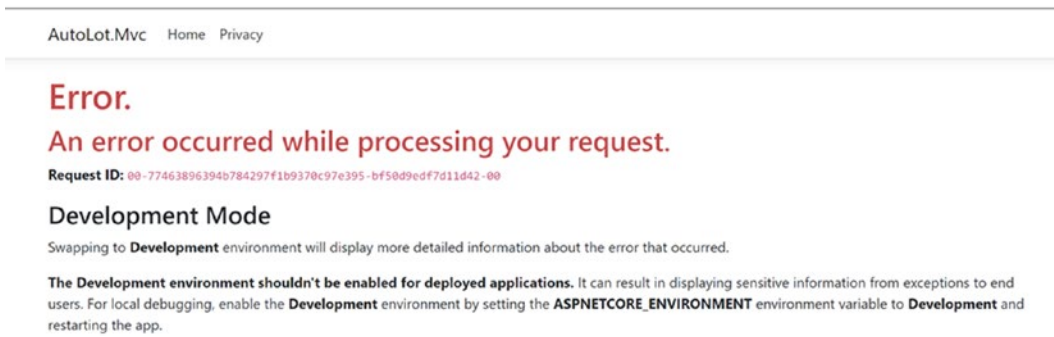 AutoLot.Mvc Home Privacy
Error.
An error occurred while processing your request.
Request ID: 00-77463896394b784297f1b9370c97e395-bf50d9edf7d11d42-00
Development Mode
Swapping to Development environment will display more detailed information about the error that occurred.
The Development environment shouldn't be enabled for deployed applications. It can result in displaying sensitive information from exceptions to end
users. For local debugging, enable the Development environment by setting the ASPNETCORE_ENVIRONMENT environment variable to Development and
restarting the app.